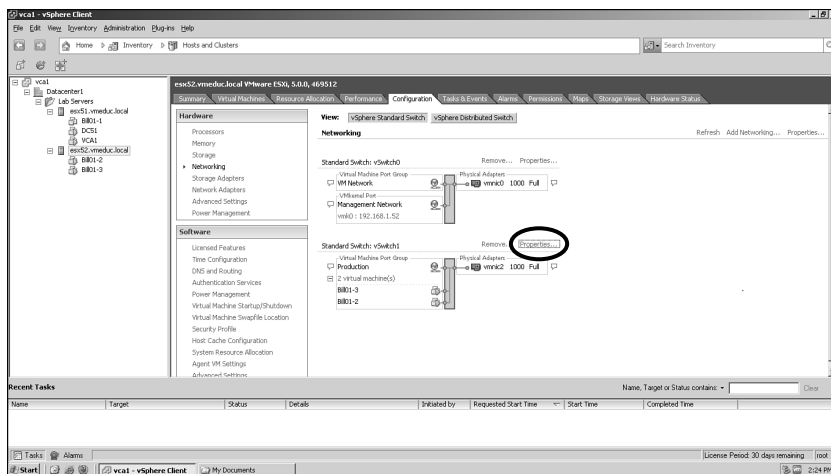 vca1 - vSphere Client
File Edit View Inventory Administration Plug-ins Help
Home Inventory Hosts and Clusters
Search Inventory
vca1
Datacenter1
Lab Servers
esx51.vmeduc.local
Bill01-1
DCS1
VCA1
esx52.vmeduc.local
Bill01-2
Bill01-3
esx52.vmeduc.local VMware ESXi, 5.0.0, 469512
Summary Virtual Machines Resource Allocation Performance Configuration Tasks & Events Alarms Permissions Maps Storage Views Hardware Status
Hardware
Processors
Memory
Storage
Networking
Storage Adapters
Network Adapters
Advanced Settings
Power Management
Software
Licensed Features
Time Configuration
DNS and Routing
Authentication Services
Power Management
Virtual Machine Startup/Shutdown
Virtual Machine Swapfile Location
Security Profile
Host Cache Configuration
System Resource Allocation
Agent VM Settings
Advanced Settings
View: vSphere Standard Switch vSphere Distributed Switch
Networking
Refresh Add Networking... Properties...
Standard Switch: vSwitch0 Remove... Properties...
Virtual Machine Port Group Physical Adapters
VM Network vmnic0 1000 Full
VMkernel Port
Management Network
vmk0 : 192.168.1.52
Standard Switch: vSwitch1 Remove... Properties...
Virtual Machine Port Group Physical Adapters
Production vmnic2 1000 Full
2 virtual machine(s)
Bill01-3
Bill01-2
Recent Tasks
Name, Target or Status contains: Clear
Name Target Status Details Initiated by Requested Start Time Start Time Completed Time
Tasks Alarms
License Period: 30 days remaining root
Start vca1 - vSphere Client My Documents 2:24 PM